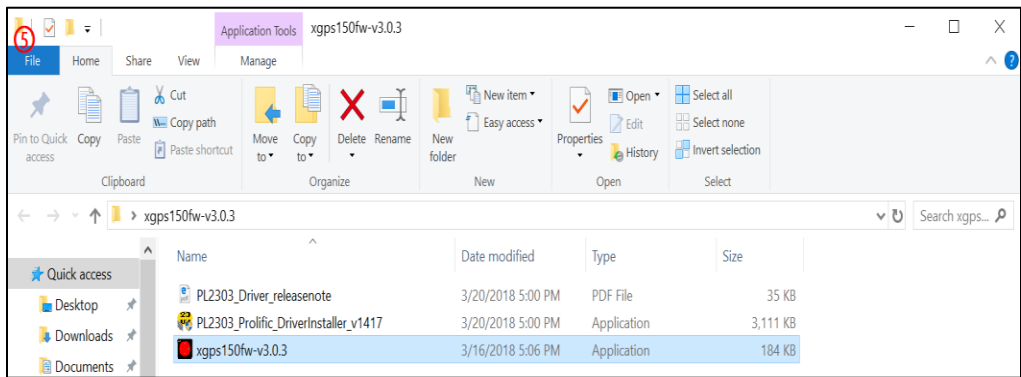 Application Tools xgps150fw-v3.0.3
5
File Home Share View Manage
Pin to Quick access
Copy
Paste
Cut
Copy path
Paste shortcut
Clipboard
Move to
Copy to
Delete
Rename
Organize
New folder
New item
Easy access
New
Properties
Open
Edit
History
Open
Select all
Select none
Invert selection
Select
xgps150fw-v3.0.3
Search xgps...
Quick access
Desktop
Downloads
Documents
Name Date modified Type Size
PL2303_Driver_releasenote 3/20/2018 5:00 PM PDF File 35 KB
PL2303_Prolific_DriverInstaller_v1417 3/20/2018 5:00 PM Application 3,111 KB
xgps150fw-v3.0.3 3/16/2018 5:06 PM Application 184 KB